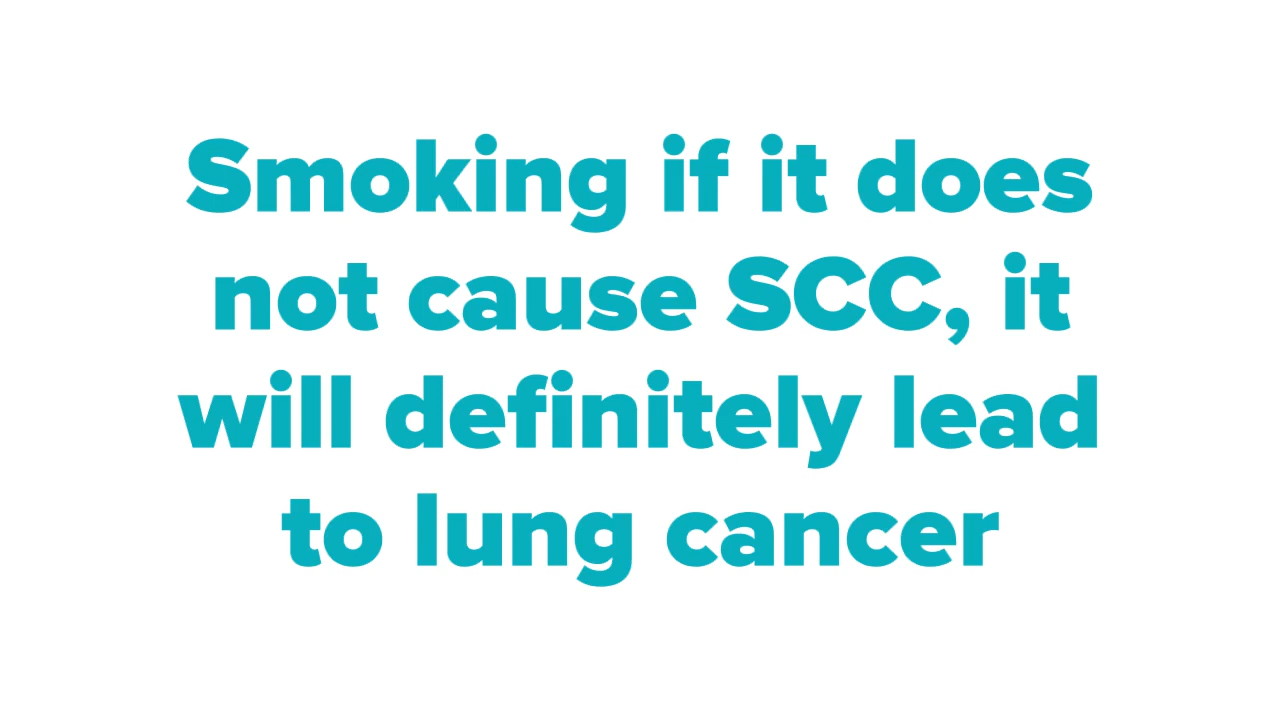 Smoking if it does
not cause SCC, it
will definitely lead
to lung cancer